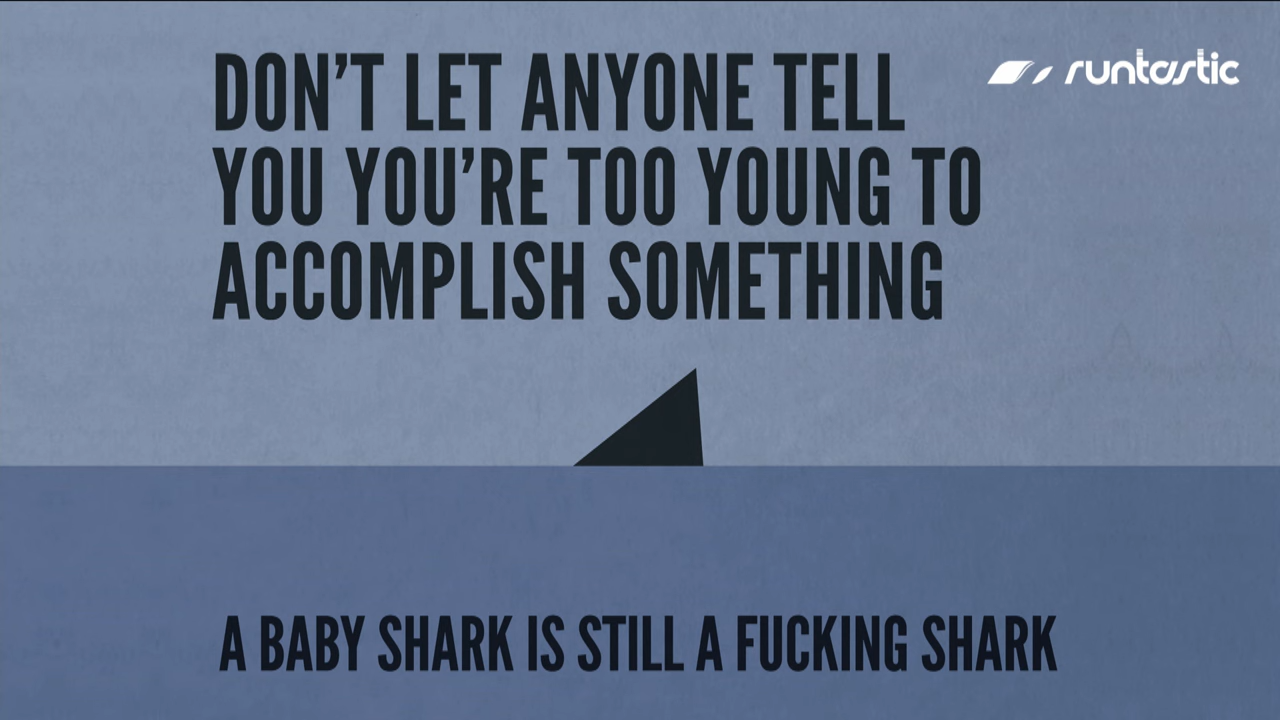 DON'T LET ANYONE TELL
YOU YOU'RE TOO YOUNG TO
ACCOMPLISH SOMETHING
runtastic
A BABY SHARK IS STILL A FUCKING SHARK